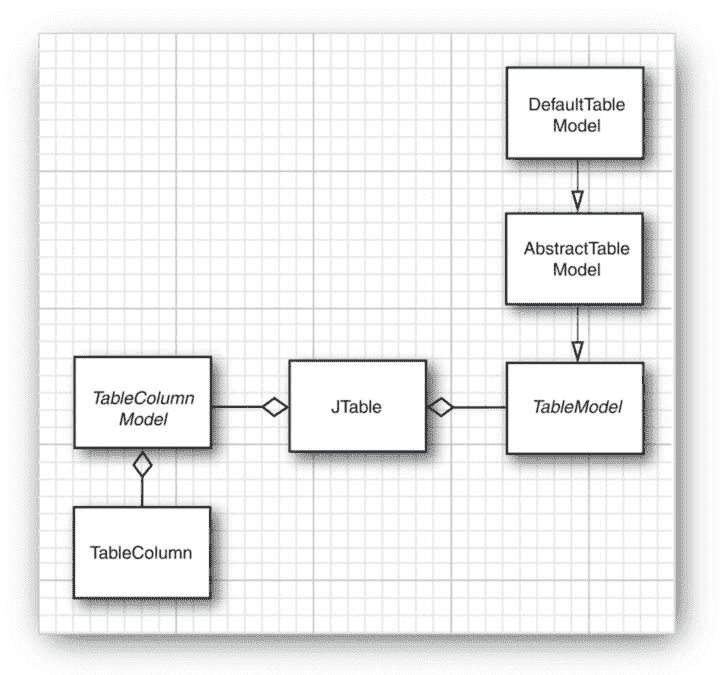 DefaultTable
Model
AbstractTable
Model
TableColumn
Model
JTable
TableModel
TableColumn